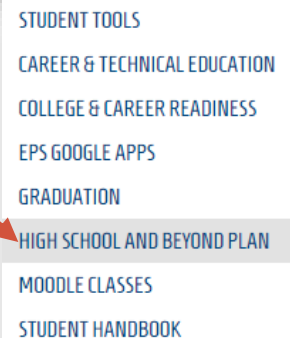 STUDENT TOOLS
CAREER & TECHNICAL EDUCATION
COLLEGE & CAREER READINESS
EPS GOOGLE APPS
GRADUATION
HIGH SCHOOL AND BEYOND PLAN
MOODLE CLASSES
STUDENT HANDBOOK